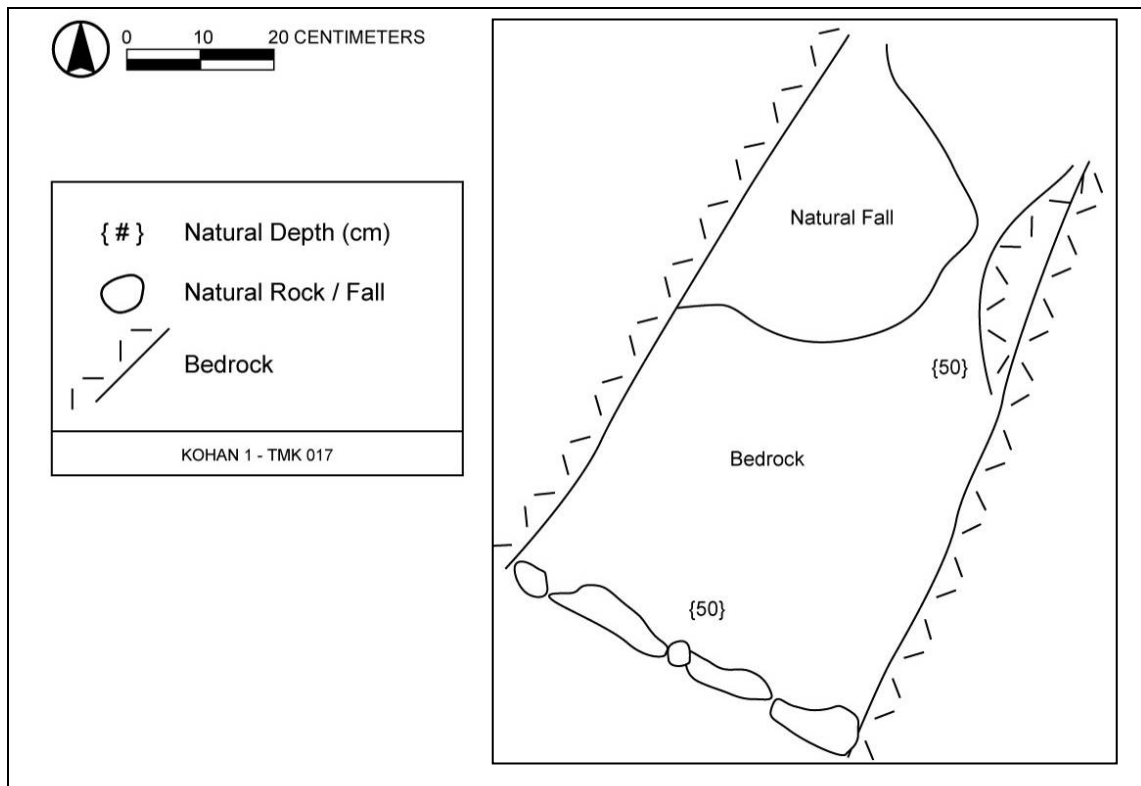 0 10 20 CENTIMETERS
{ # } Natural Depth (cm)
Natural Rock / Fall
Bedrock
KOHAN 1 - TMK 017
Natural Fall
{50}
Bedrock
{50}